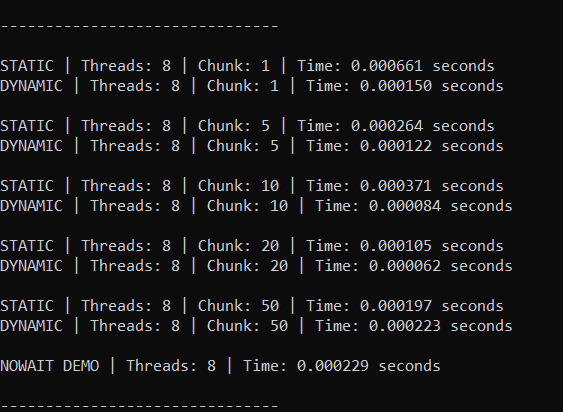 -------------------------------
STATIC | Threads: 8 | Chunk: 1 | Time: 0.000661 seconds
DYNAMIC | Threads: 8 | Chunk: 1 | Time: 0.000150 seconds
STATIC | Threads: 8 | Chunk: 5 | Time: 0.000264 seconds
DYNAMIC | Threads: 8 | Chunk: 5 | Time: 0.000122 seconds
STATIC | Threads: 8 | Chunk: 10 | Time: 0.000371 seconds
DYNAMIC | Threads: 8 | Chunk: 10 | Time: 0.000084 seconds
STATIC | Threads: 8 | Chunk: 20 | Time: 0.000105 seconds
DYNAMIC | Threads: 8 | Chunk: 20 | Time: 0.000062 seconds
STATIC | Threads: 8 | Chunk: 50 | Time: 0.000197 seconds
DYNAMIC | Threads: 8 | Chunk: 50 | Time: 0.000223 seconds
NOWAIT DEMO | Threads: 8 | Time: 0.000229 seconds
-------------------------------